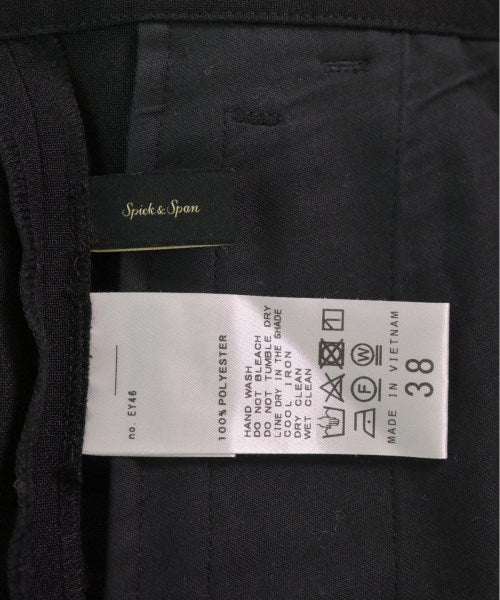 Spick & Span
no. EY46
100% POLYESTER
HAND WASH
DO NOT BLEACH
DO NOT TUMBLE DRY
LINE DRY IN THE SHADE
COOL IRON
DRY CLEAN
WET CLEAN
F W
MADE IN VIETNAM
38